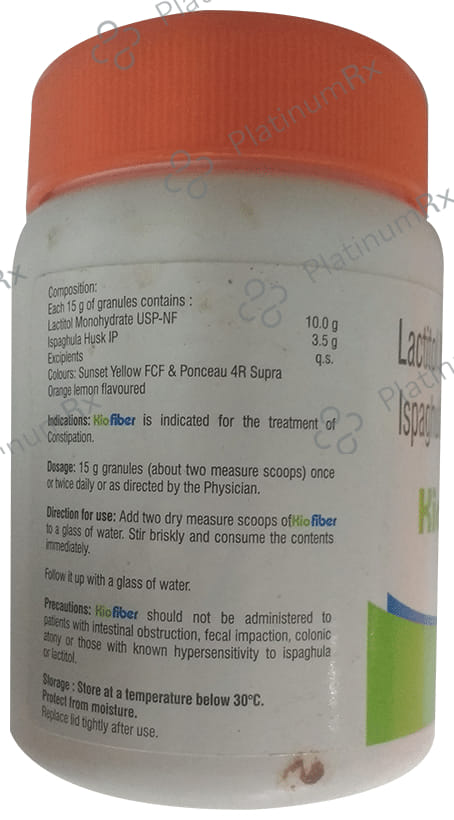 PlatinumRx
PlatinumRx
PlatinumRx
Composition:
Each 15 g of granules contains :
Lactitol Monohydrate USP-NF 10.0 g
Ispaghula Husk IP 3.5 g
Excipients q.s.
Colours: Sunset Yellow FCF & Ponceau 4R Supra
Orange lemon flavoured
Indications: Kiofiber is indicated for the treatment of
Constipation.
Dosage: 15 g granules (about two measure scoops) once
or twice daily or as directed by the Physician.
Direction for use: Add two dry measure scoops of Kiofiber
to a glass of water. Stir briskly and consume the contents
immediately.
Follow it up with a glass of water.
Precautions: Kiofiber should not be administered to
patients with intestinal obstruction, fecal impaction, colonic
atony or those with known hypersensitivity to ispaghula
or lactitol.
Storage : Store at a temperature below 30°C.
Protect from moisture.
Replace lid tightly after use.
Lactitol
Ispaghu
Ki